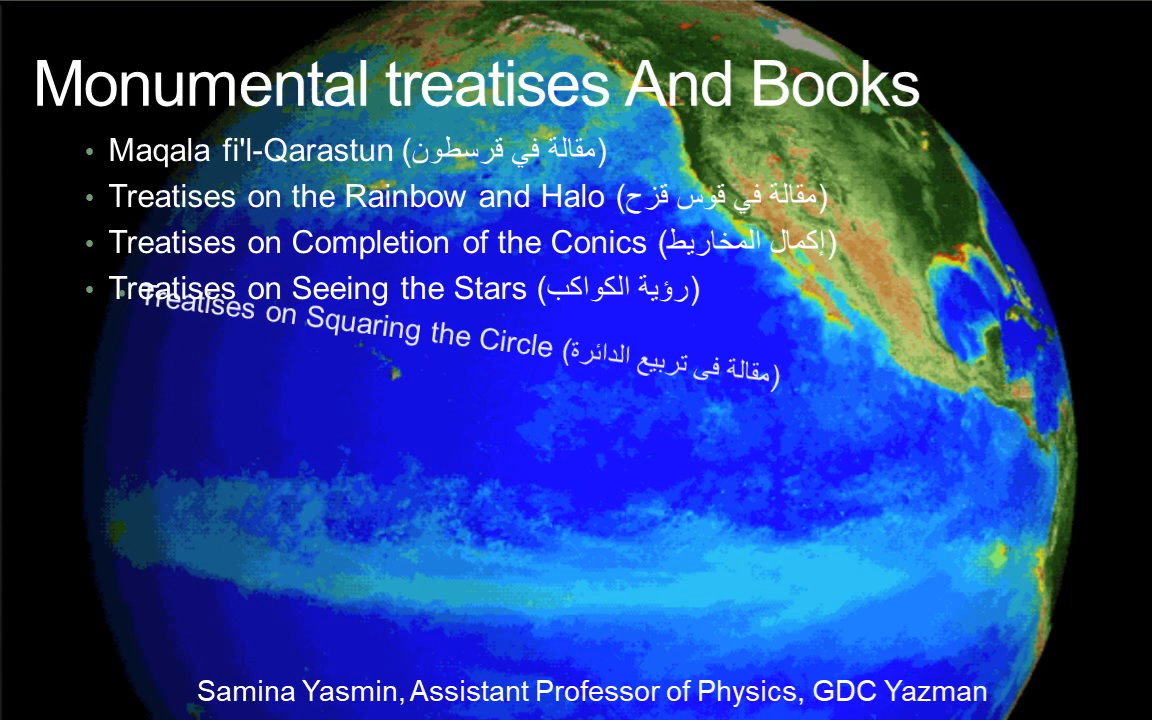 Monumental treatises And Books
• Maqala fi'l-Qarastun (مقالة في قرسطون)
• Treatises on the Rainbow and Halo (مقالة في قوس قزح)
• Treatises on Completion of the Conics (إكمال المخاريط)
• Treatises on Seeing the Stars (رؤية الكواكب)
• Treatises on Squaring the Circle (مقالة فی تربیع الدائرة)
Samina Yasmin, Assistant Professor of Physics, GDC Yazman